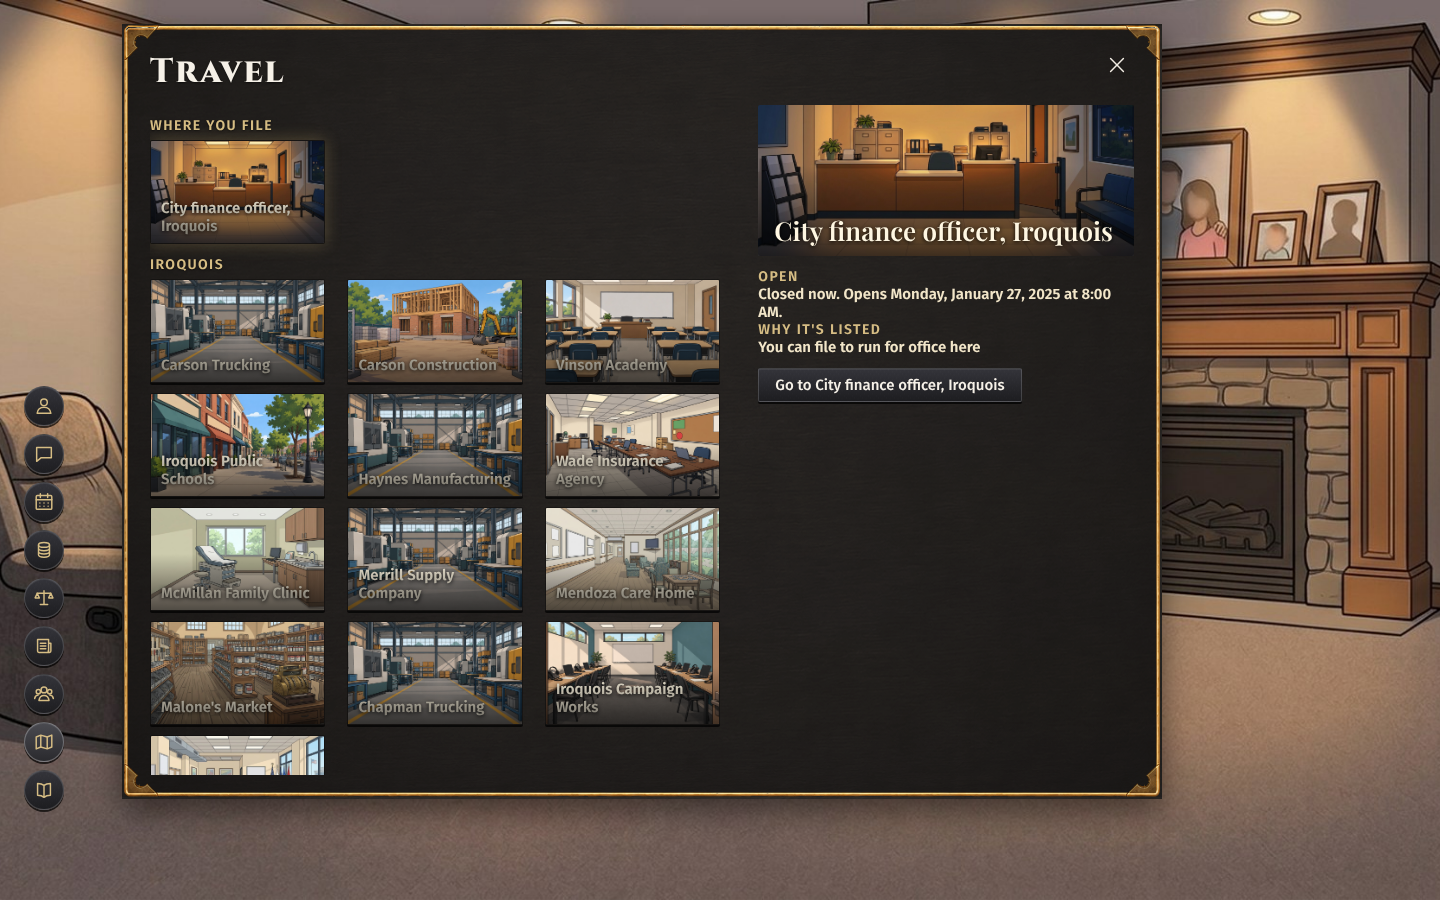 Travel
WHERE YOU FILE
City finance officer,
Iroquois
IROQUOIS
Carson Trucking
Carson Construction
Vinson Academy
Iroquois Public
Schools
Haynes Manufacturing
Wade Insurance
Agency
McMillan Family Clinic
Merrill Supply
Company
Mendoza Care Home
Malone's Market
Chapman Trucking
Iroquois Campaign
Works
City finance officer, Iroquois
OPEN
Closed now. Opens Monday, January 27, 2025 at 8:00
AM.
WHY IT'S LISTED
You can file to run for office here
Go to City finance officer, Iroquois